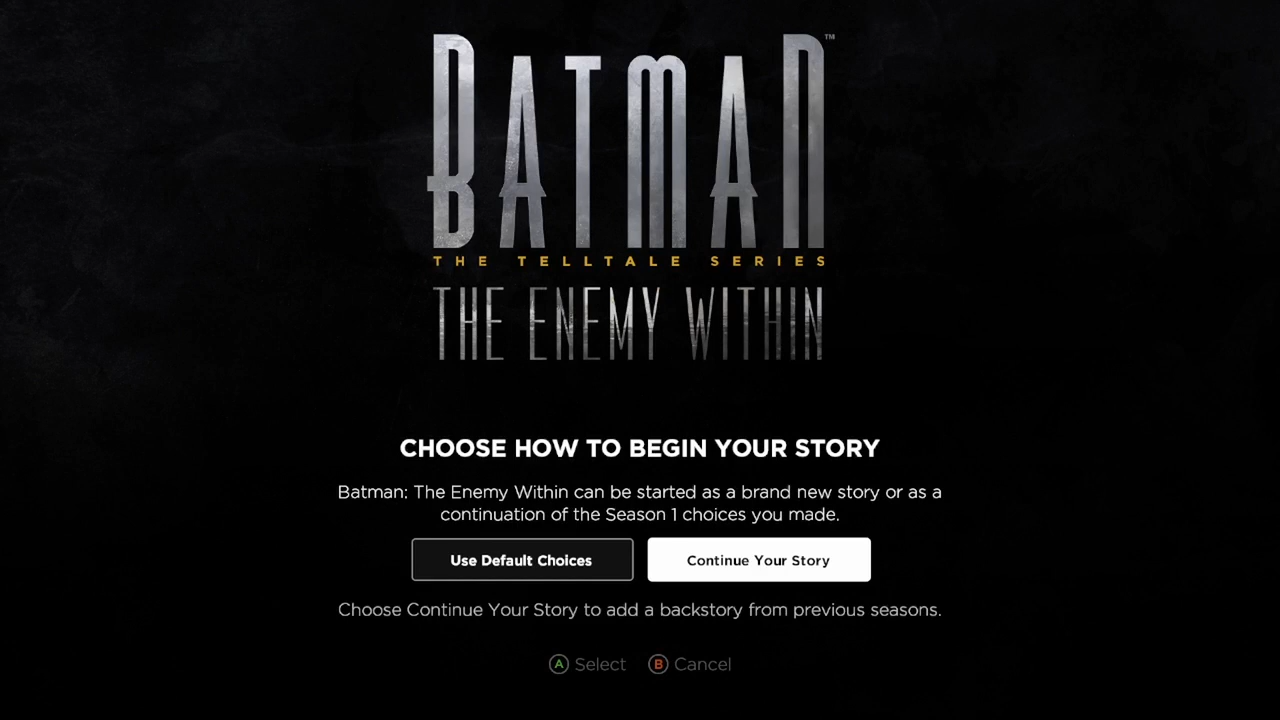 BATMAN™
THE TELLTALE SERIES
THE ENEMY WITHIN
CHOOSE HOW TO BEGIN YOUR STORY
Batman: The Enemy Within can be started as a brand new story or as a
continuation of the Season 1 choices you made.
Use Default Choices Continue Your Story
Choose Continue Your Story to add a backstory from previous seasons.
A Select B Cancel